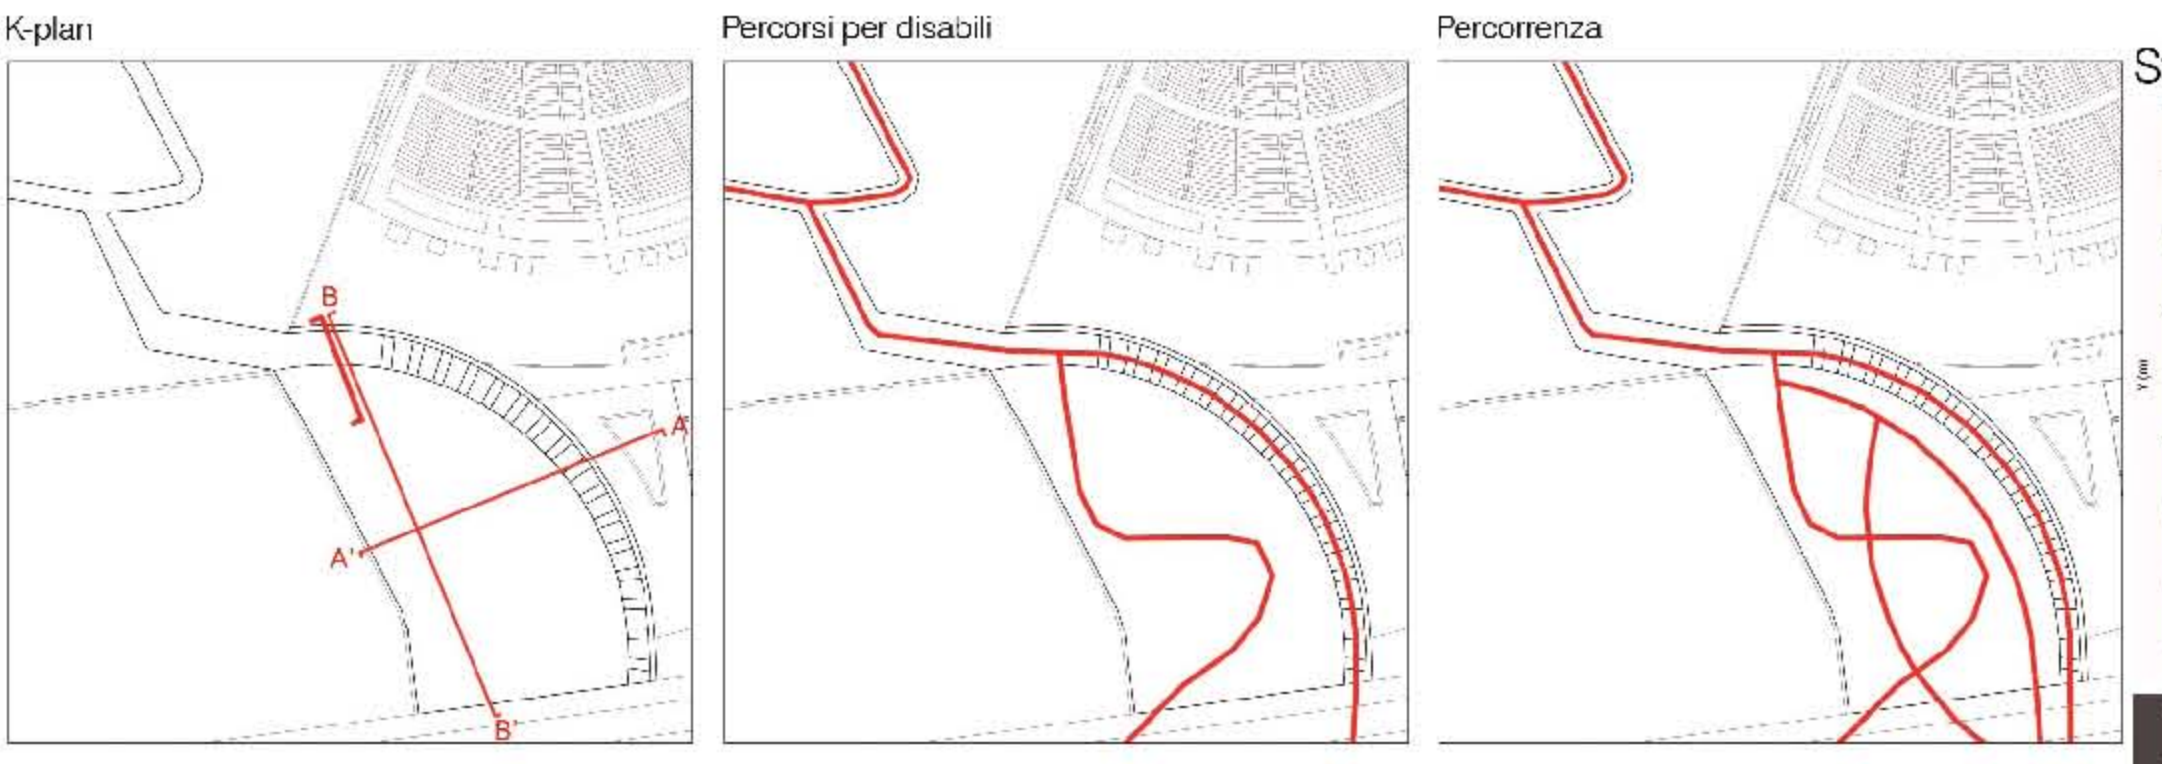 K-plan
Percorsi per disabili
Percorrenza
S
B
A
A'
B'